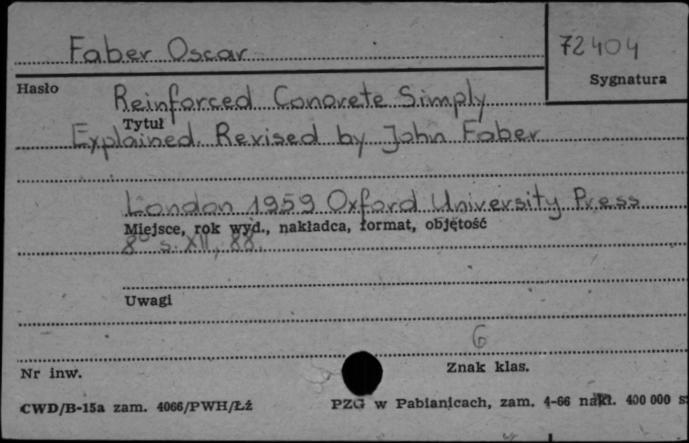 Faber Oscar
72404
Sygnatura
Hasło
Reinforced Concrete Simply
Tytuł
Explained. Revised by John Faber
London 1959 Oxford University Press
Miejsce, rok wyd., nakładca, format, objętość
8° s. XII, 88.
Uwagi
6
Nr inw.
Znak klas.
CWD/B-15a zam. 4066/PWH/Łź
PZG w Pabianicach, zam. 4-66 nakł. 400 000 s